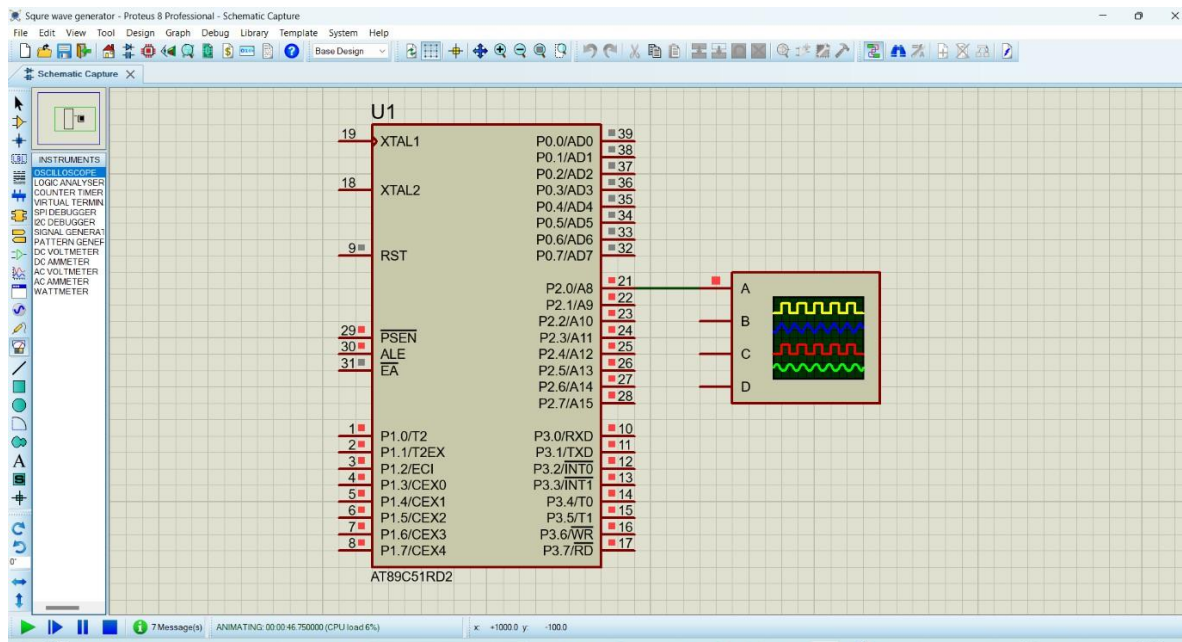 Squre wave generator - Proteus 8 Professional - Schematic Capture
File Edit View Tool Design Graph Debug Library Template System Help
Base Design
Schematic Capture
INSTRUMENTS
OSCILLOSCOPE
LOGIC ANALYSER
COUNTER TIMER
VIRTUAL TERMIN
SPI DEBUGGER
I2C DEBUGGER
SIGNAL GENERAT
PATTERN GENEF
DC VOLTMETER
DC AMMETER
AC VOLTMETER
AC AMMETER
WATTMETER
U1
19 XTAL1
18 XTAL2
9 RST
29 PSEN
30 ALE
31 EA
1 P1.0/T2
2 P1.1/T2EX
3 P1.2/ECI
4 P1.3/CEX0
5 P1.4/CEX1
6 P1.5/CEX2
7 P1.6/CEX3
8 P1.7/CEX4
P0.0/AD0 39
P0.1/AD1 38
P0.2/AD2 37
P0.3/AD3 36
P0.4/AD4 35
P0.5/AD5 34
P0.6/AD6 33
P0.7/AD7 32
P2.0/A8 21
P2.1/A9 22
P2.2/A10 23
P2.3/A11 24
P2.4/A12 25
P2.5/A13 26
P2.6/A14 27
P2.7/A15 28
P3.0/RXD 10
P3.1/TXD 11
P3.2/INT0 12
P3.3/INT1 13
P3.4/T0 14
P3.5/T1 15
P3.6/WR 16
P3.7/RD 17
AT89C51RD2
A
B
C
D
0°
7 Message(s) ANIMATING: 00:00:46.750000 (CPU load 6%) x: +1000.0 y: -100.0